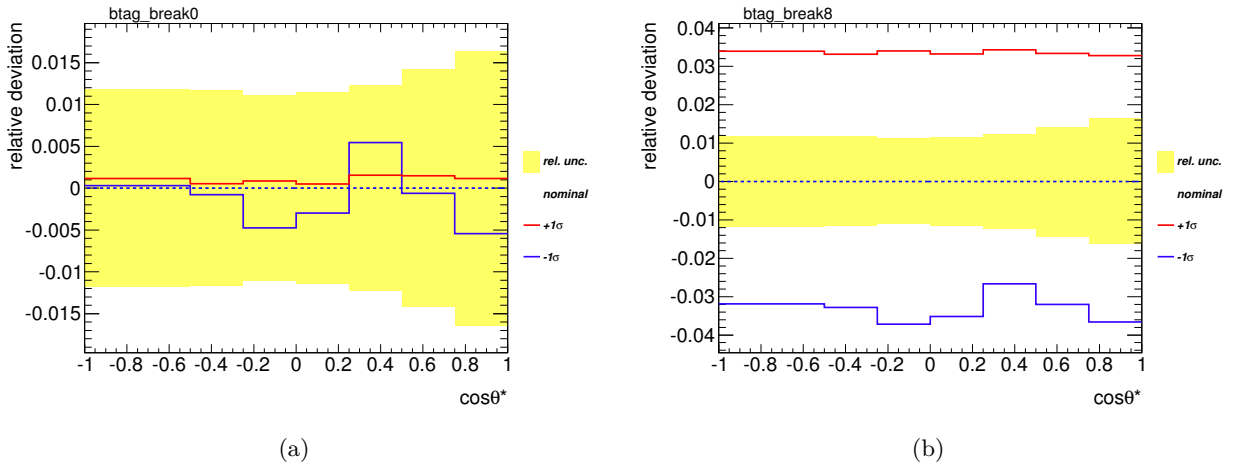 btag_break0
relative deviation
0.015
0.01
0.005
0
-0.005
-0.01
-0.015
-1 -0.8 -0.6 -0.4 -0.2 0 0.2 0.4 0.6 0.8 1
cosθ*
rel. unc.
nominal
+1σ
-1σ
(a)
btag_break8
relative deviation
0.04
0.03
0.02
0.01
0
-0.01
-0.02
-0.03
-0.04
-1 -0.8 -0.6 -0.4 -0.2 0 0.2 0.4 0.6 0.8 1
cosθ*
rel. unc.
nominal
+1σ
-1σ
(b)